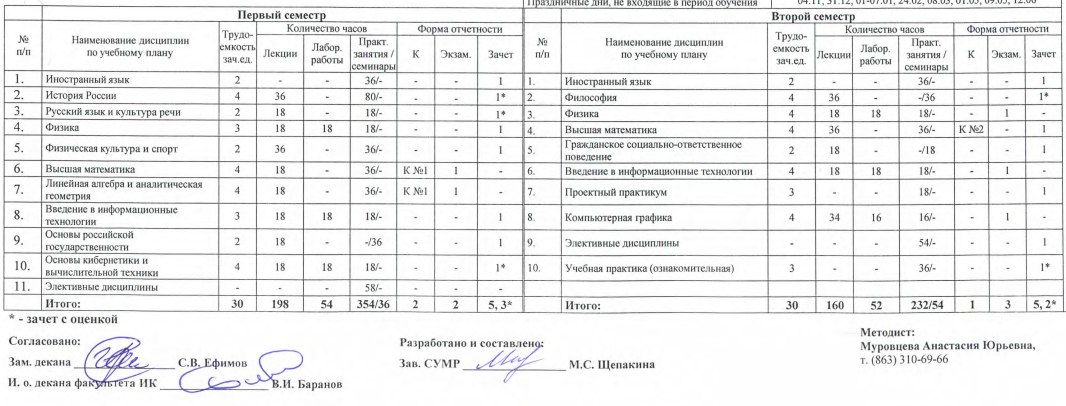 Праздничные дни, не входящие в период обучения 04.11, 31.12, 01-07.01, 24.02, 08.03, 01.05, 09.05, 12.06
Первый семестр
№ п/п Наименование дисциплин по учебному плану Трудо-емкость зач.ед. Количество часов Форма отчетности
Лекции Лабор. работы Практ. занятия / семинары К Экзам. Зачет
1. Иностранный язык 2 - - 36/- - - 1
2. История России 4 36 - 80/- - - 1*
3. Русский язык и культура речи 2 18 - 18/- - - 1*
4. Физика 3 18 18 18/- - - 1
5. Физическая культура и спорт 2 36 - 36/- - - 1
6. Высшая математика 4 18 - 36/- К №1 1 -
7. Линейная алгебра и аналитическая геометрия 4 18 - 36/- К №1 1 -
8. Введение в информационные технологии 3 18 18 18/- - - 1
9. Основы российской государственности 2 18 - -/36 - - 1
10. Основы кибернетики и вычислительной техники 4 18 18 18/- - - 1*
11. Элективные дисциплины - - - 58/- - - -
Итого: 30 198 54 354/36 2 2 5, 3*
Второй семестр
№ п/п Наименование дисциплин по учебному плану Трудо-емкость зач.ед. Количество часов Форма отчетности
Лекции Лабор. работы Практ. занятия / семинары К Экзам. Зачет
1. Иностранный язык 2 - - 36/- - - 1
2. Философия 4 36 - -/36 - - 1*
3. Физика 4 18 18 18/- - 1 -
4. Высшая математика 4 36 - 36/- К №2 - 1
5. Гражданское социально-ответственное поведение 2 18 - -/18 - - 1
6. Введение в информационные технологии 4 18 18 18/- - 1 -
7. Проектный практикум 3 - - 18/- - - 1
8. Компьютерная графика 4 34 16 16/- - 1 -
9. Элективные дисциплины - - - 54/- - - 1
10. Учебная практика (ознакомительная) 3 - - 36/- - - 1*
Итого: 30 160 52 232/54 1 3 5, 2*
* - зачет с оценкой
Согласовано:
Зам. декана С.В. Ефимов
И. о. декана факультета ИК В.И. Баранов
Разработано и составлено:
Зав. СУМР М.С. Щепакина
Методист:
Муровцева Анастасия Юрьевна,
т. (863) 310-69-66